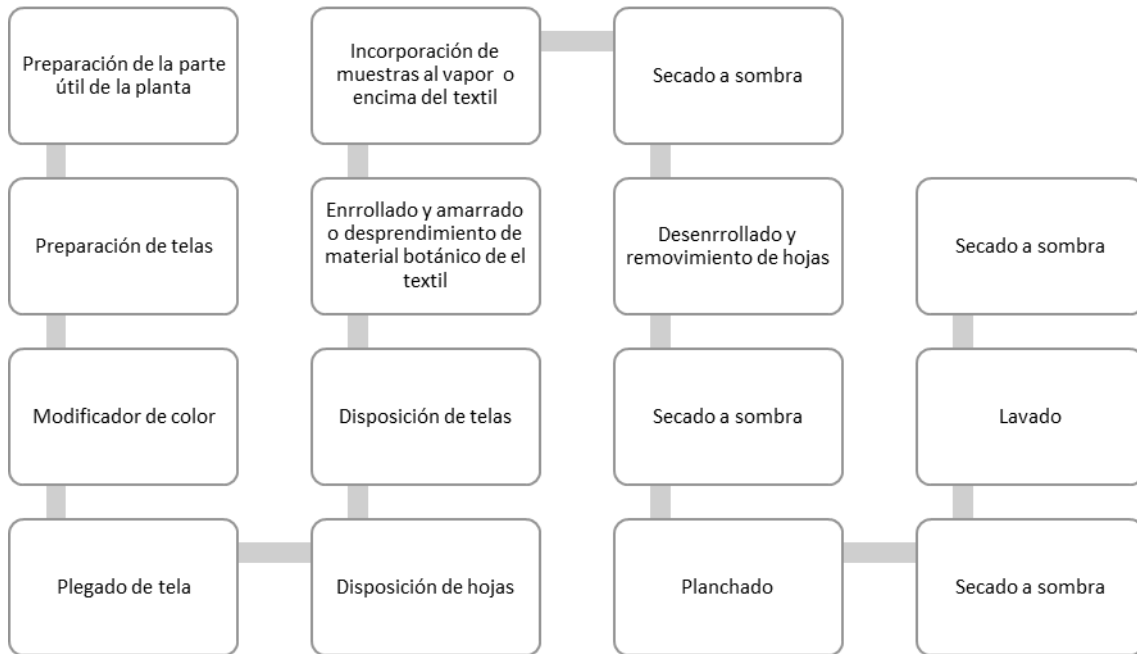 Preparación de la parte
útil de la planta
Preparación de telas
Modificador de color
Plegado de tela
Disposición de hojas
Disposición de telas
Enrrollado y amarrado
o desprendimiento de
material botánico de el
textil
Incorporación de
muestras al vapor o
encima del textil
Secado a sombra
Desenrrollado y
removimiento de hojas
Secado a sombra
Planchado
Secado a sombra
Lavado
Secado a sombra